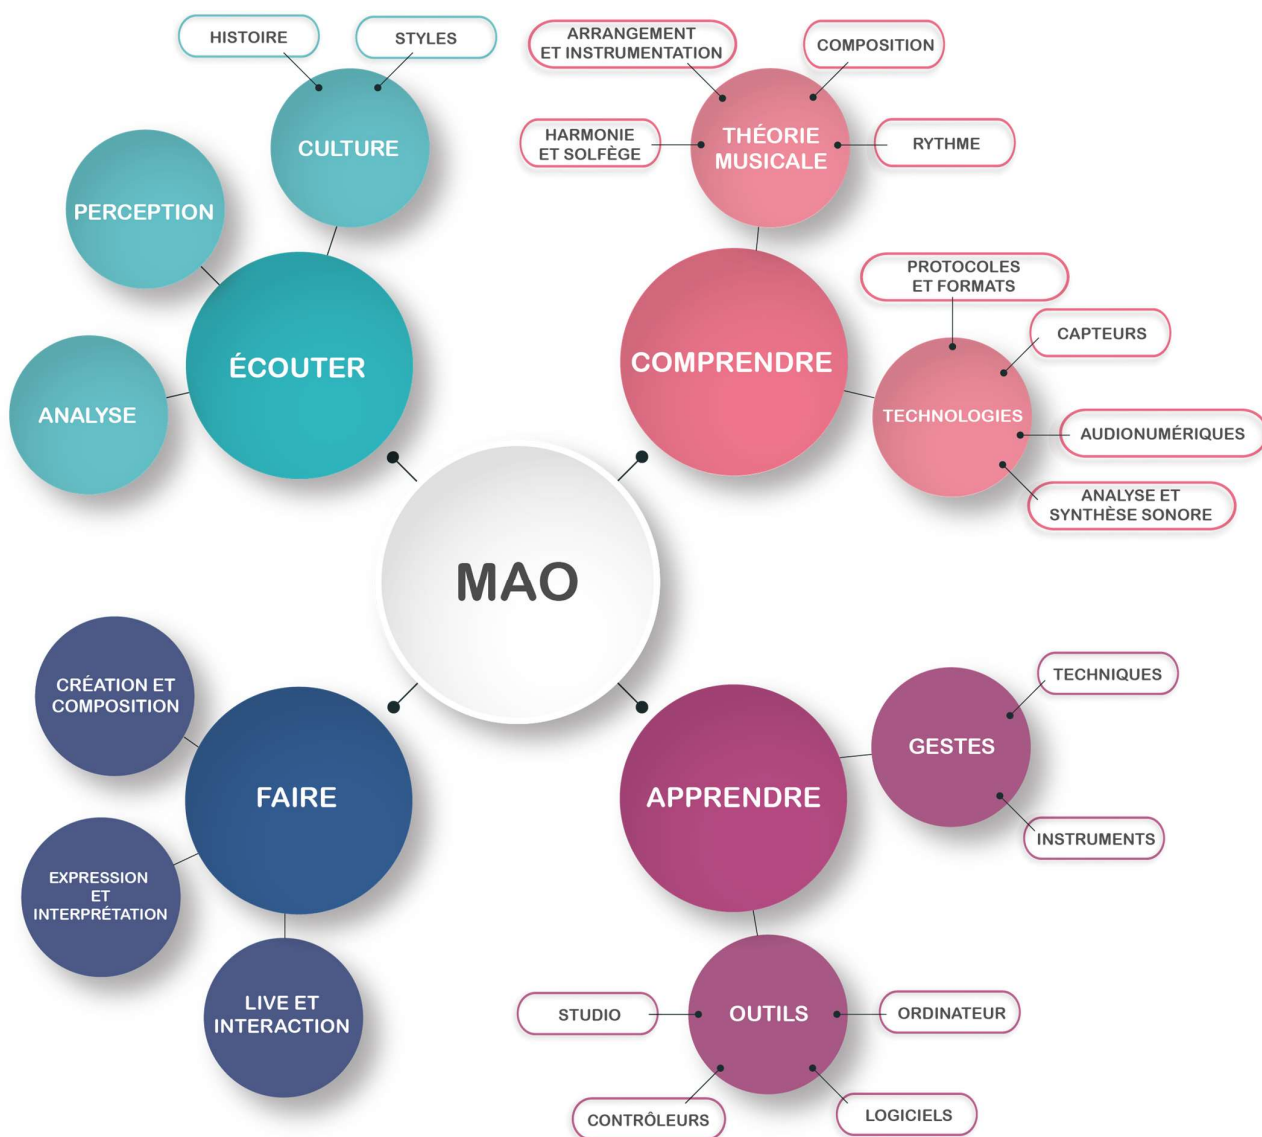 HISTOIRE
STYLES
CULTURE
PERCEPTION
ANALYSE
ÉCOUTER
ARRANGEMENT
ET INSTRUMENTATION
COMPOSITION
HARMONIE
ET SOLFÈGE
THÉORIE
MUSICALE
RYTHME
COMPRENDRE
PROTOCOLES
ET FORMATS
CAPTEURS
TECHNOLOGIES
AUDIONUMÉRIQUES
ANALYSE ET
SYNTHÈSE SONORE
MAO
CRÉATION ET
COMPOSITION
FAIRE
EXPRESSION
ET
INTERPRÉTATION
LIVE ET
INTERACTION
APPRENDRE
GESTES
TECHNIQUES
INSTRUMENTS
OUTILS
STUDIO
ORDINATEUR
CONTRÔLEURS
LOGICIELS